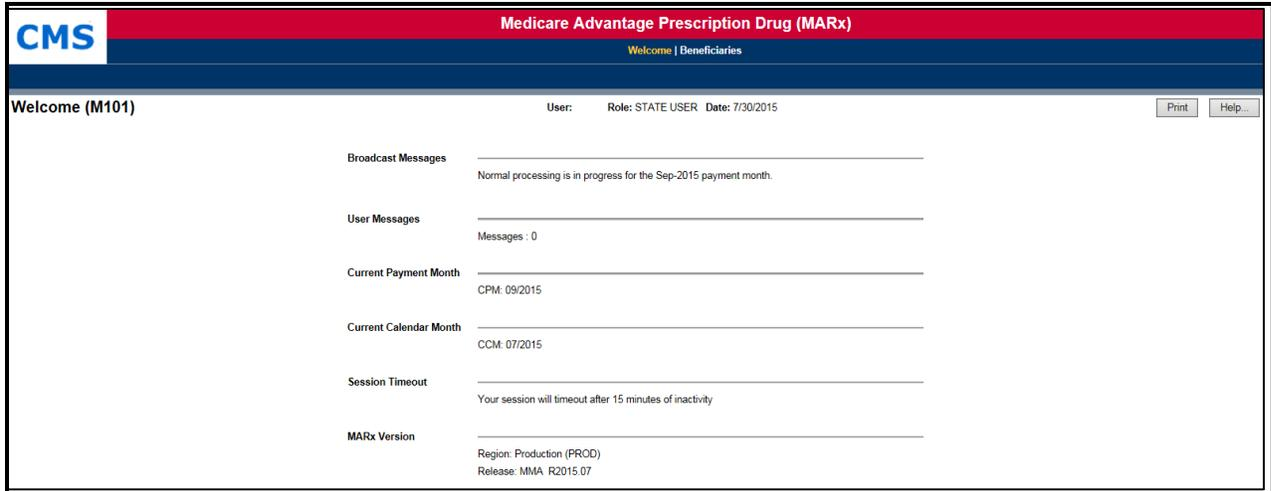 CMS
Medicare Advantage Prescription Drug (MARx)
Welcome | Beneficiaries
Welcome (M101)
User: Role: STATE USER Date: 7/30/2015
Print
Help...
Broadcast Messages
Normal processing is in progress for the Sep-2015 payment month.
User Messages
Messages : 0
Current Payment Month
CPM: 09/2015
Current Calendar Month
CCM: 07/2015
Session Timeout
Your session will timeout after 15 minutes of inactivity
MARx Version
Region: Production (PROD)
Release: MMA R2015.07